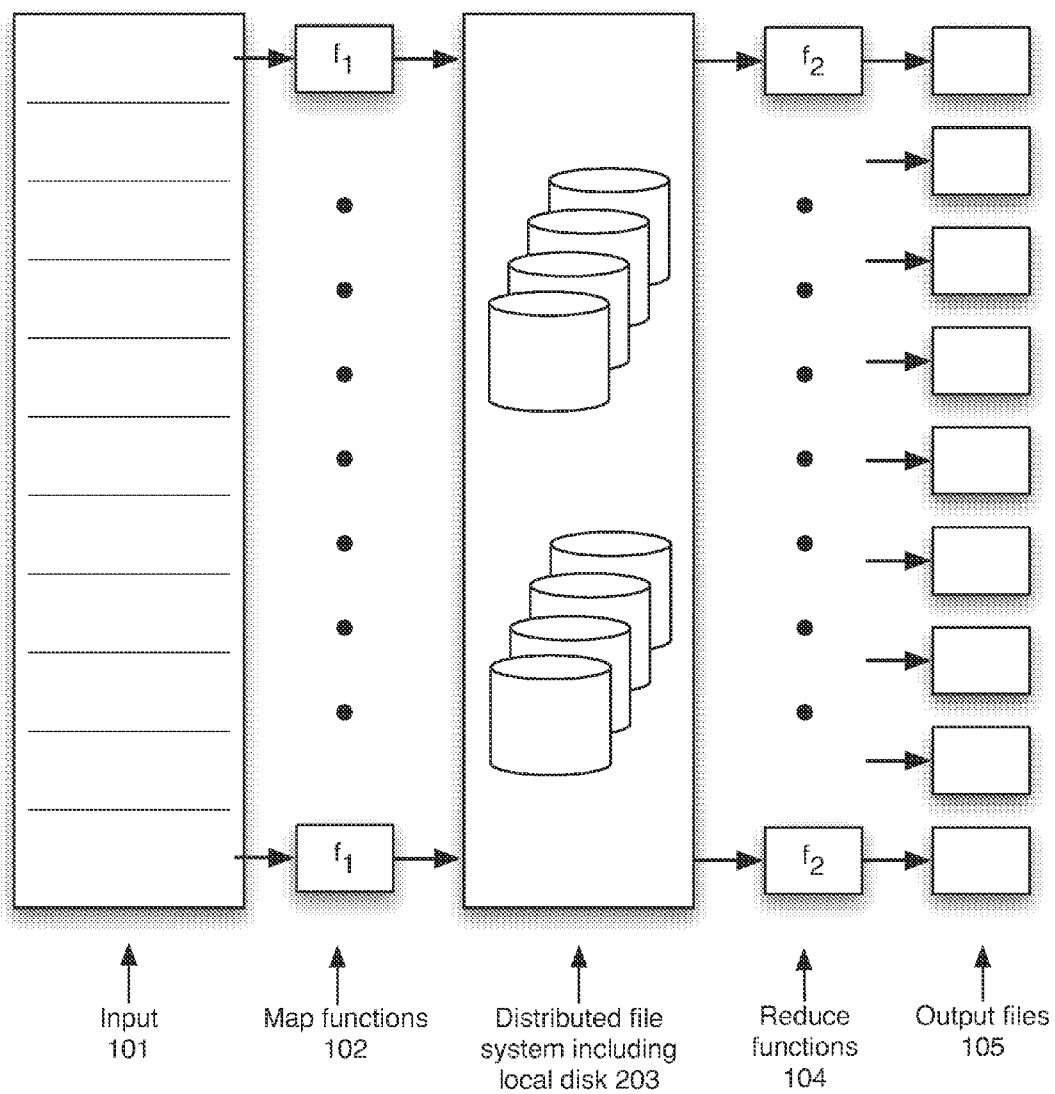 f1
f2
f1
f2
Input
101
Map functions
102
Distributed file
system including
local disk 203
Reduce
functions
104
Output files
105